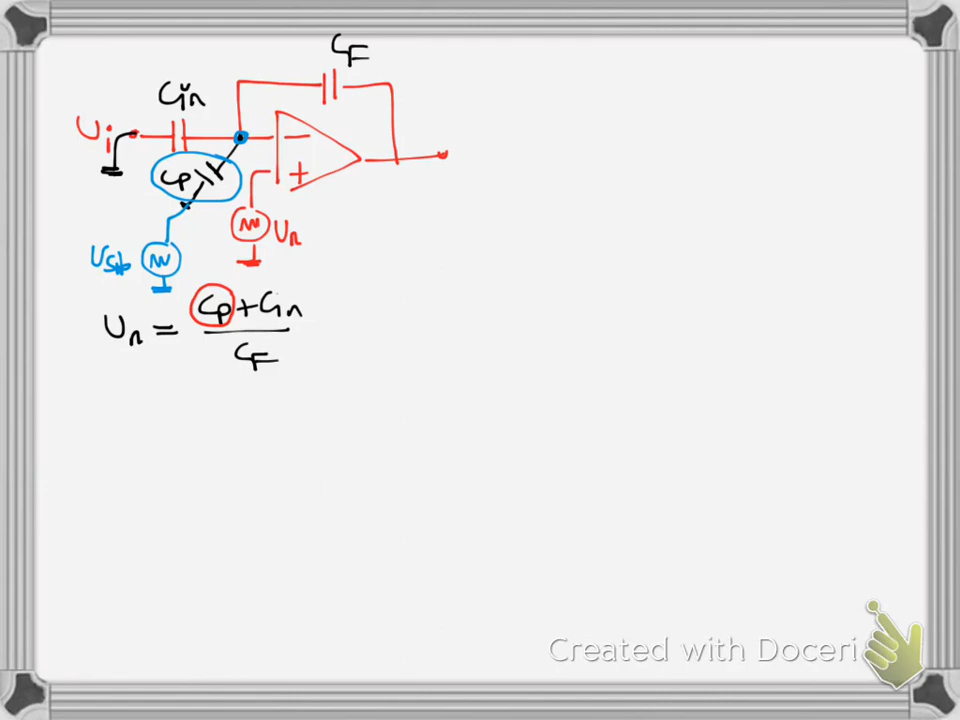 CF
Cin
Ui
Cp
−
+
Usub
Un
Un = Cp + Cin
CF
Created with Doceri